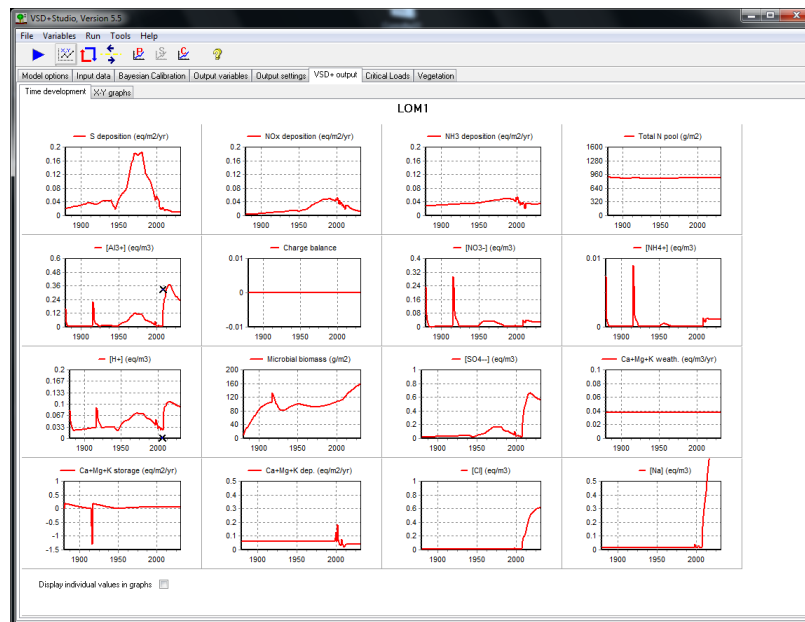 VSD+Studio, Version 5.5
File Variables Run Tools Help
Model options Input data Bayesian Calibration Output variables Output settings VSD+ output Critical Loads Vegetation
Time development X-Y graphs
LOM1
S deposition (eq/m2/yr) NOx deposition (eq/m2/yr) NH3 deposition (eq/m2/yr) Total N pool (g/m2)
0.2 0.2 0.2 1600
0.16 0.16 0.16 1280
0.12 0.12 0.12 960
0.08 0.08 0.08 640
0.04 0.04 0.04 320
0 0 0 0
1900 1950 2000 1900 1950 2000 1900 1950 2000 1900 1950 2000
[Al3+] (eq/m3) Charge balance [NO3-] (eq/m3) [NH4+] (eq/m3)
0.6 0.01 0.4 0.01
0.48 0.32
0.36 0 0.24
0.24 0.16
0.12 0.08
0 -0.01 0 0
1900 1950 2000 1900 1950 2000 1900 1950 2000 1900 1950 2000
[H+] (eq/m3) Microbial biomass (g/m2) [SO4--] (eq/m3) Ca+Mg+K weath. (eq/m3/yr)
0.2 200 1 0.1
0.167 160 0.8 0.08
0.133 120 0.6 0.06
0.1 80 0.4 0.04
0.067 40 0.2 0.02
0.033 0 0 0
0
1900 1950 2000 1900 1950 2000 1900 1950 2000 1900 1950 2000
Ca+Mg+K storage (eq/m2/yr) Ca+Mg+K dep. (eq/m2/yr) [Cl] (eq/m3) [Na] (eq/m3)
1 0.5 1 0.5
0.5 0.4 0.8 0.4
0 0.3 0.6 0.3
-0.5 0.2 0.4 0.2
-1 0.1 0.2 0.1
-1.5 0 0 0
1900 1950 2000 1900 1950 2000 1900 1950 2000 1900 1950 2000
Display individual values in graphs